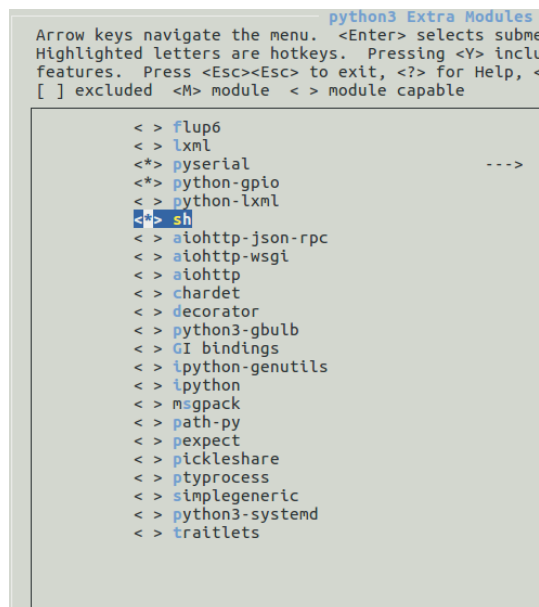 python3 Extra Modules
Arrow keys navigate the menu. <Enter> selects subme
Highlighted letters are hotkeys. Pressing <Y> inclu
features. Press <Esc><Esc> to exit, <?> for Help, <
[ ] excluded <M> module < > module capable
< > flup6
< > lxml
<*> pyserial --->
<*> python-gpio
< > python-lxml
<*> sh
< > aiohttp-json-rpc
< > aiohttp-wsgi
< > aiohttp
< > chardet
< > decorator
< > python3-gbulb
< > GI bindings
< > ipython-genutils
< > ipython
< > msgpack
< > path-py
< > pexpect
< > pickleshare
< > ptyprocess
< > simplegeneric
< > python3-systemd
< > traitlets